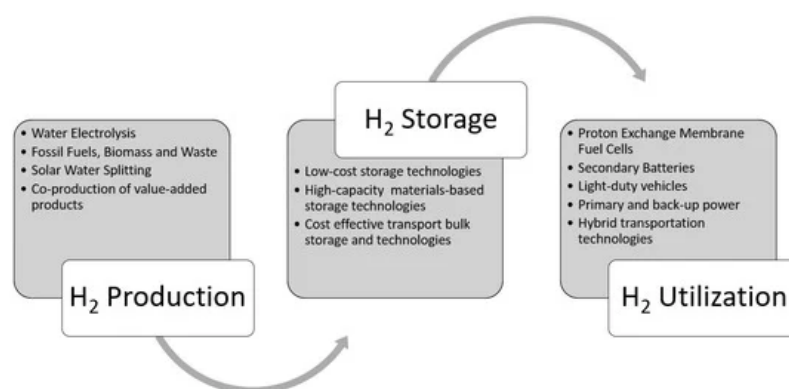 • Water Electrolysis
• Fossil Fuels, Biomass and Waste
• Solar Water Splitting
• Co-production of value-added
products
H₂ Production
H₂ Storage
• Low-cost storage technologies
• High-capacity materials-based
storage technologies
• Cost effective transport bulk
storage and technologies
• Proton Exchange Membrane
Fuel Cells
• Secondary Batteries
• Light-duty vehicles
• Primary and back-up power
• Hybrid transportation
technologies
H₂ Utilization